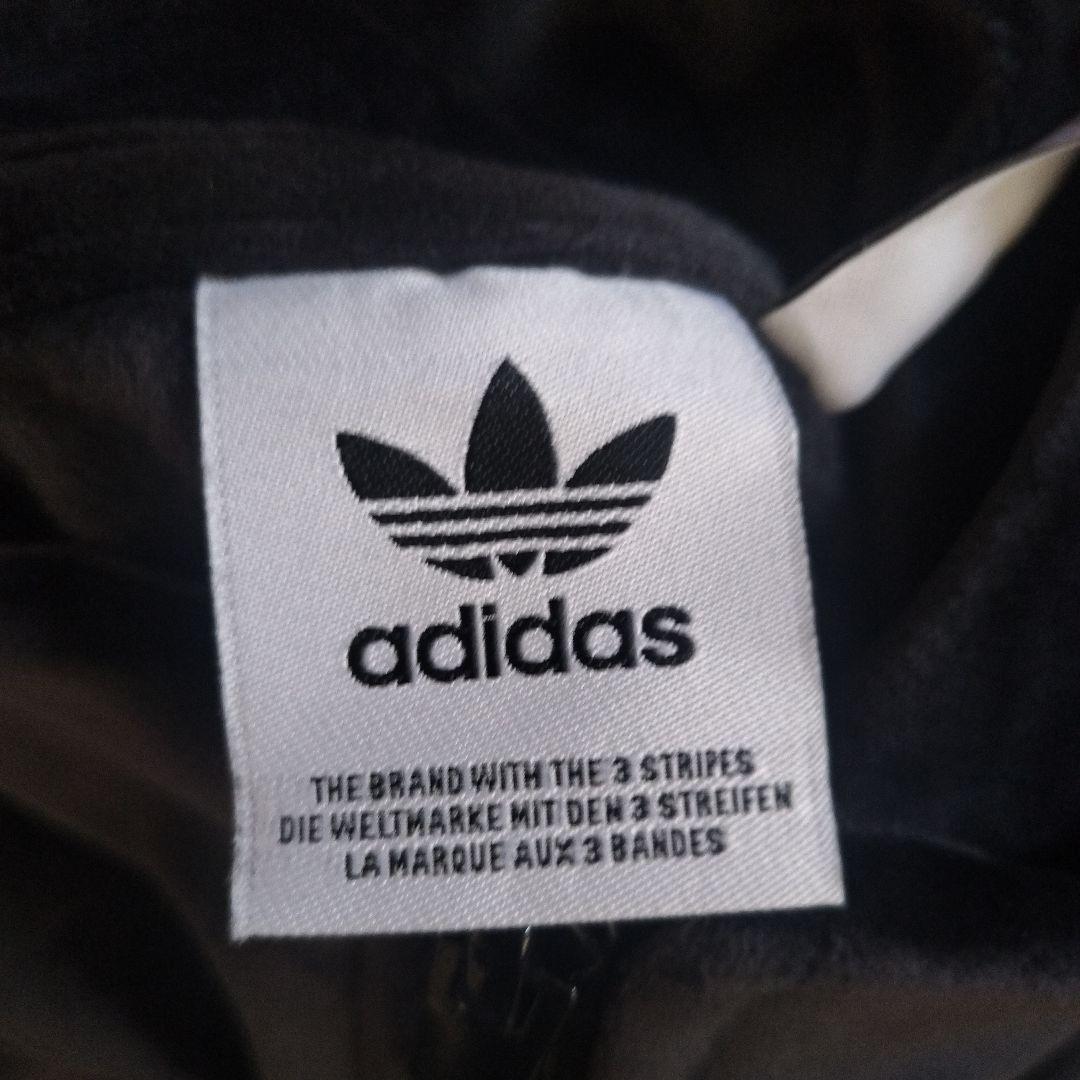 adidas
THE BRAND WITH THE 3 STRIPES
DIE WELTMARKE MIT DEN 3 STREIFEN
LA MARQUE AUX 3 BANDES